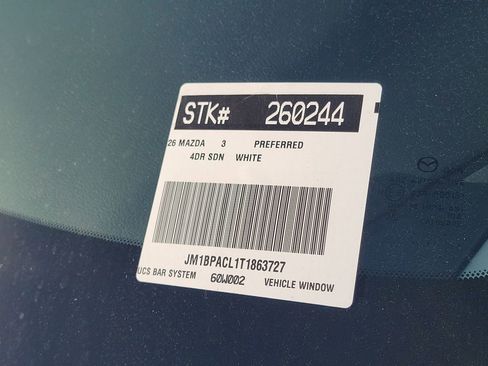 STK# 260244
26 MAZDA 3 PREFERRED
4DR SDN WHITE
JM1BPACL1T1863727
UCS BAR SYSTEM 60W002 VEHICLE WINDOW